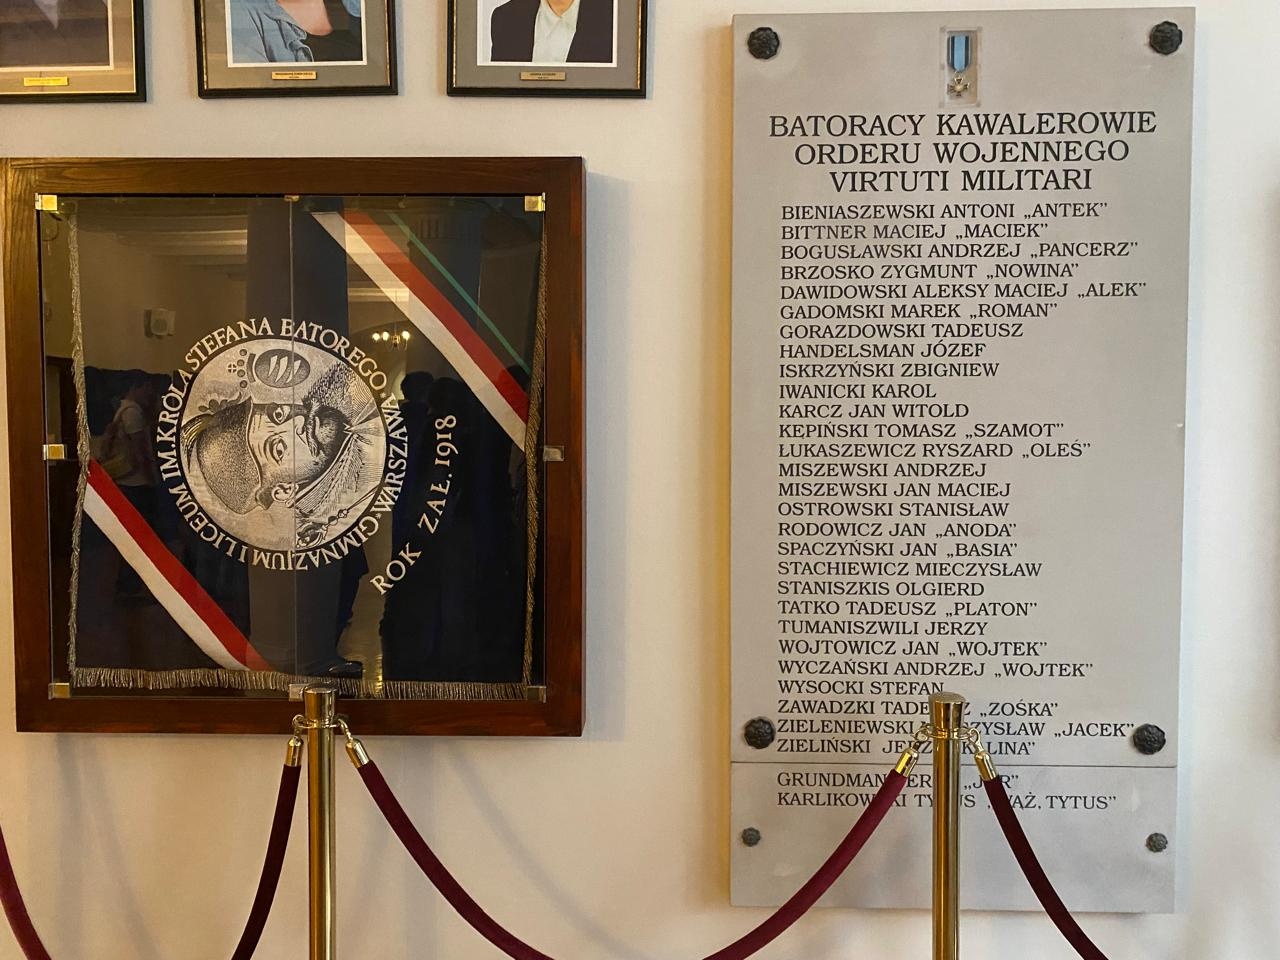 GIMNAZJUM I LICEUM IM. KRÓLA STEFANA BATOREGO * WARSZAWA *
ROK ZAŁ. 1918
BATORACY KAWALEROWIE
ORDERU WOJENNEGO
VIRTUTI MILITARI
BIENIASZEWSKI ANTONI „ANTEK”
BITTNER MACIEJ „MACIEK”
BOGUSŁAWSKI ANDRZEJ „PANCERZ”
BRZOSKO ZYGMUNT „NOWINA”
DAWIDOWSKI ALEKSY MACIEJ „ALEK”
GADOMSKI MAREK „ROMAN”
GORAZDOWSKI TADEUSZ
HANDELSMAN JÓZEF
ISKRZYŃSKI ZBIGNIEW
IWANICKI KAROL
KARCZ JAN WITOLD
KEPIŃSKI TOMASZ „SZAMOT”
ŁUKASZEWICZ RYSZARD „OLEŚ”
MISZEWSKI ANDRZEJ
MISZEWSKI JAN MACIEJ
OSTROWSKI STANISŁAW
RODOWICZ JAN „ANODA”
SPACZYŃSKI JAN „BASIA”
STACHIEWICZ MIECZYSŁAW
STANISZKIS OLGIERD
TATKO TADEUSZ „PLATON”
TUMANISZWILI JERZY
WOJTOWICZ JAN „WOJTEK”
WYCZAŃSKI ANDRZEJ „WOJTEK”
WYSOCKI STEFAN
ZAWADZKI „ZOŚKA”
ZIELENIEWSKI „JACEK”
ZIELIŃSKI
GRUNDMAN
TYTUS”